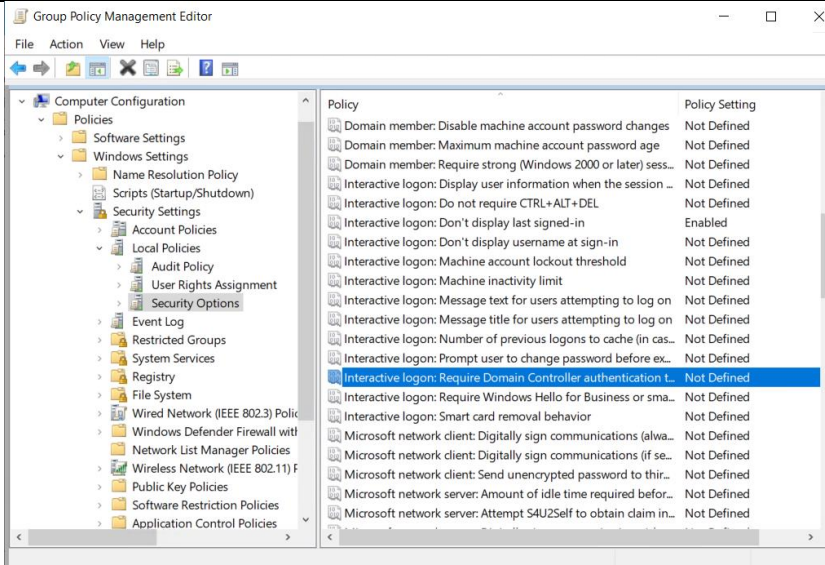 Group Policy Management Editor
File Action View Help
Computer Configuration
Policies
Software Settings
Windows Settings
Name Resolution Policy
Scripts (Startup/Shutdown)
Security Settings
Account Policies
Local Policies
Audit Policy
User Rights Assignment
Security Options
Event Log
Restricted Groups
System Services
Registry
File System
Wired Network (IEEE 802.3) Polic
Windows Defender Firewall with
Network List Manager Policies
Wireless Network (IEEE 802.11) P
Public Key Policies
Software Restriction Policies
Application Control Policies
Policy Policy Setting
Domain member: Disable machine account password changes Not Defined
Domain member: Maximum machine account password age Not Defined
Domain member: Require strong (Windows 2000 or later) sess... Not Defined
Interactive logon: Display user information when the session ... Not Defined
Interactive logon: Do not require CTRL+ALT+DEL Not Defined
Interactive logon: Don't display last signed-in Enabled
Interactive logon: Don't display username at sign-in Not Defined
Interactive logon: Machine account lockout threshold Not Defined
Interactive logon: Machine inactivity limit Not Defined
Interactive logon: Message text for users attempting to log on Not Defined
Interactive logon: Message title for users attempting to log on Not Defined
Interactive logon: Number of previous logons to cache (in cas... Not Defined
Interactive logon: Prompt user to change password before ex... Not Defined
Interactive logon: Require Domain Controller authentication t... Not Defined
Interactive logon: Require Windows Hello for Business or sma... Not Defined
Interactive logon: Smart card removal behavior Not Defined
Microsoft network client: Digitally sign communications (alwa... Not Defined
Microsoft network client: Digitally sign communications (if se... Not Defined
Microsoft network client: Send unencrypted password to thir... Not Defined
Microsoft network server: Amount of idle time required befor... Not Defined
Microsoft network server: Attempt S4U2Self to obtain claim in... Not Defined